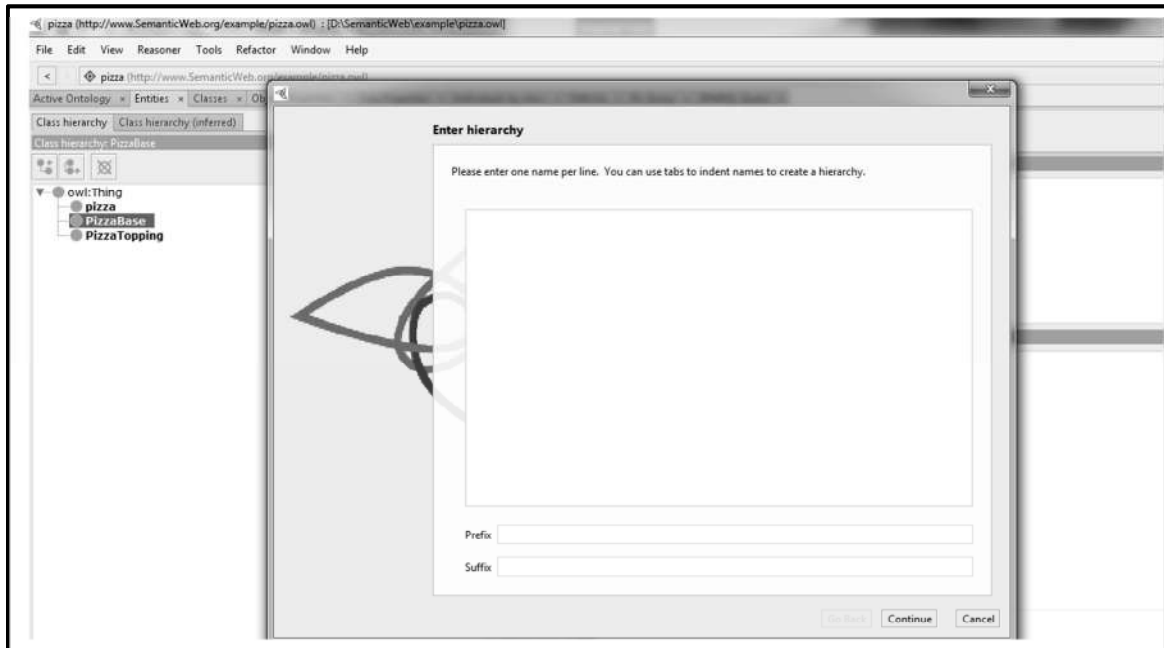 pizza (http://www.SemanticWeb.org/example/pizza.owl) : [D:\SemanticWeb\example\pizza.owl]
File Edit View Reasoner Tools Refactor Window Help
< pizza (http://www.SemanticWeb.org/example/pizza.owl)
Active Ontology × Entities × Classes × Ob
Class hierarchy Class hierarchy (inferred)
Class hierarchy: PizzaBase
owl:Thing
pizza
PizzaBase
PizzaTopping
Enter hierarchy
Please enter one name per line. You can use tabs to indent names to create a hierarchy.
Prefix
Suffix
Go Back Continue Cancel